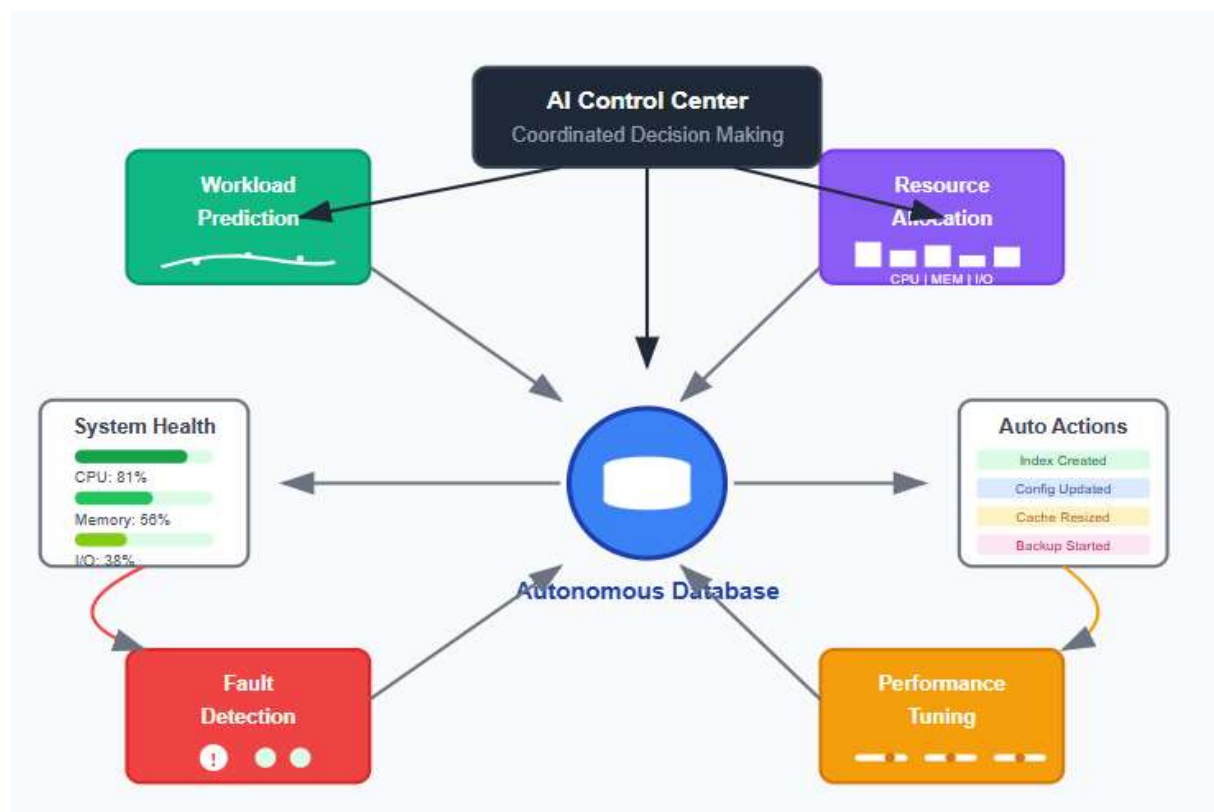 AI Control Center
Coordinated Decision Making
Workload
Prediction
Resource
Allocation
CPU | MEM | I/O
System Health
CPU: 81%
Memory: 56%
I/O: 38%
Auto Actions
Index Created
Config Updated
Cache Resized
Backup Started
Autonomous Database
Fault
Detection
!
Performance
Tuning